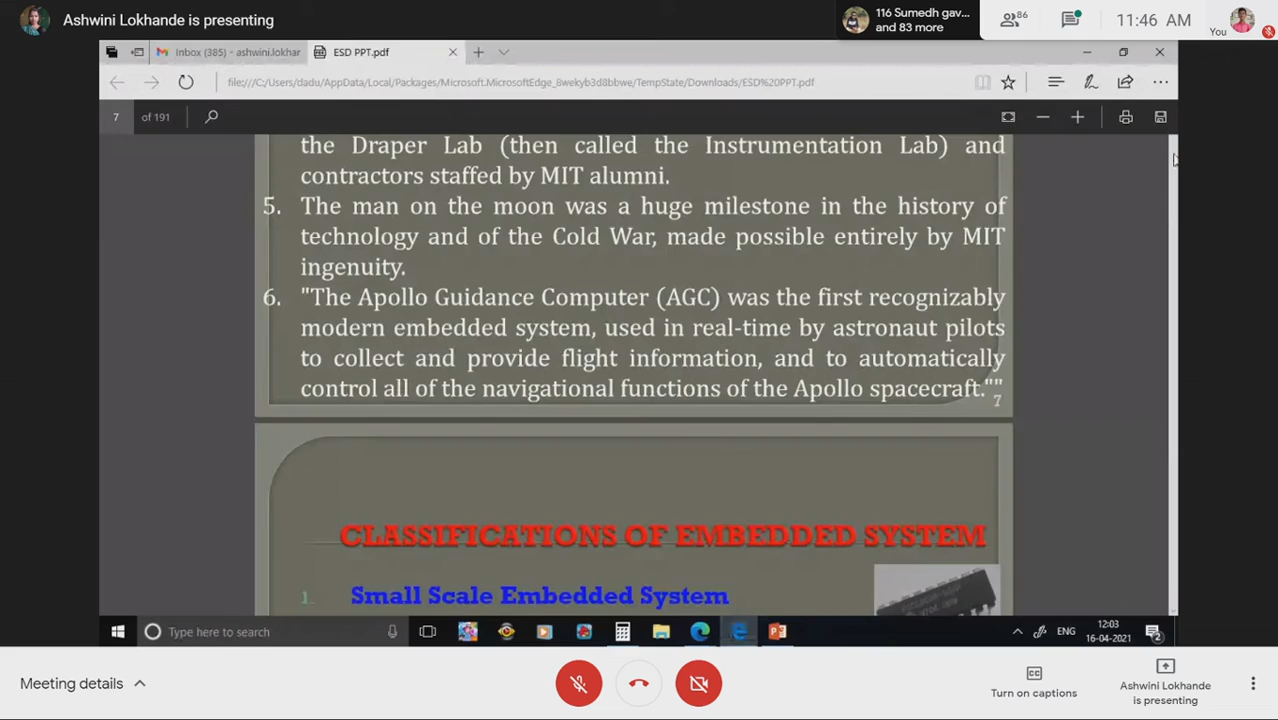 Ashwini Lokhande is presenting
116 Sumedh gav...
and 83 more
86
11:46 AM
You
Inbox (385) - ashwini.lokhar
ESD PPT.pdf
file:///C:/Users/dadu/AppData/Local/Packages/Microsoft.MicrosoftEdge_8wekyb3d8bbwe/TempState/Downloads/ESD%20PPT.pdf
7 of 191
the Draper Lab (then called the Instrumentation Lab) and
contractors staffed by MIT alumni.
5. The man on the moon was a huge milestone in the history of
technology and of the Cold War, made possible entirely by MIT
ingenuity.
6. "The Apollo Guidance Computer (AGC) was the first recognizably
modern embedded system, used in real-time by astronaut pilots
to collect and provide flight information, and to automatically
control all of the navigational functions of the Apollo spacecraft.""
7
CLASSIFICATIONS OF EMBEDDED SYSTEM
1. Small Scale Embedded System
Type here to search
ENG
12:03
16-04-2021
2
Meeting details
Turn on captions
Ashwini Lokhande
is presenting